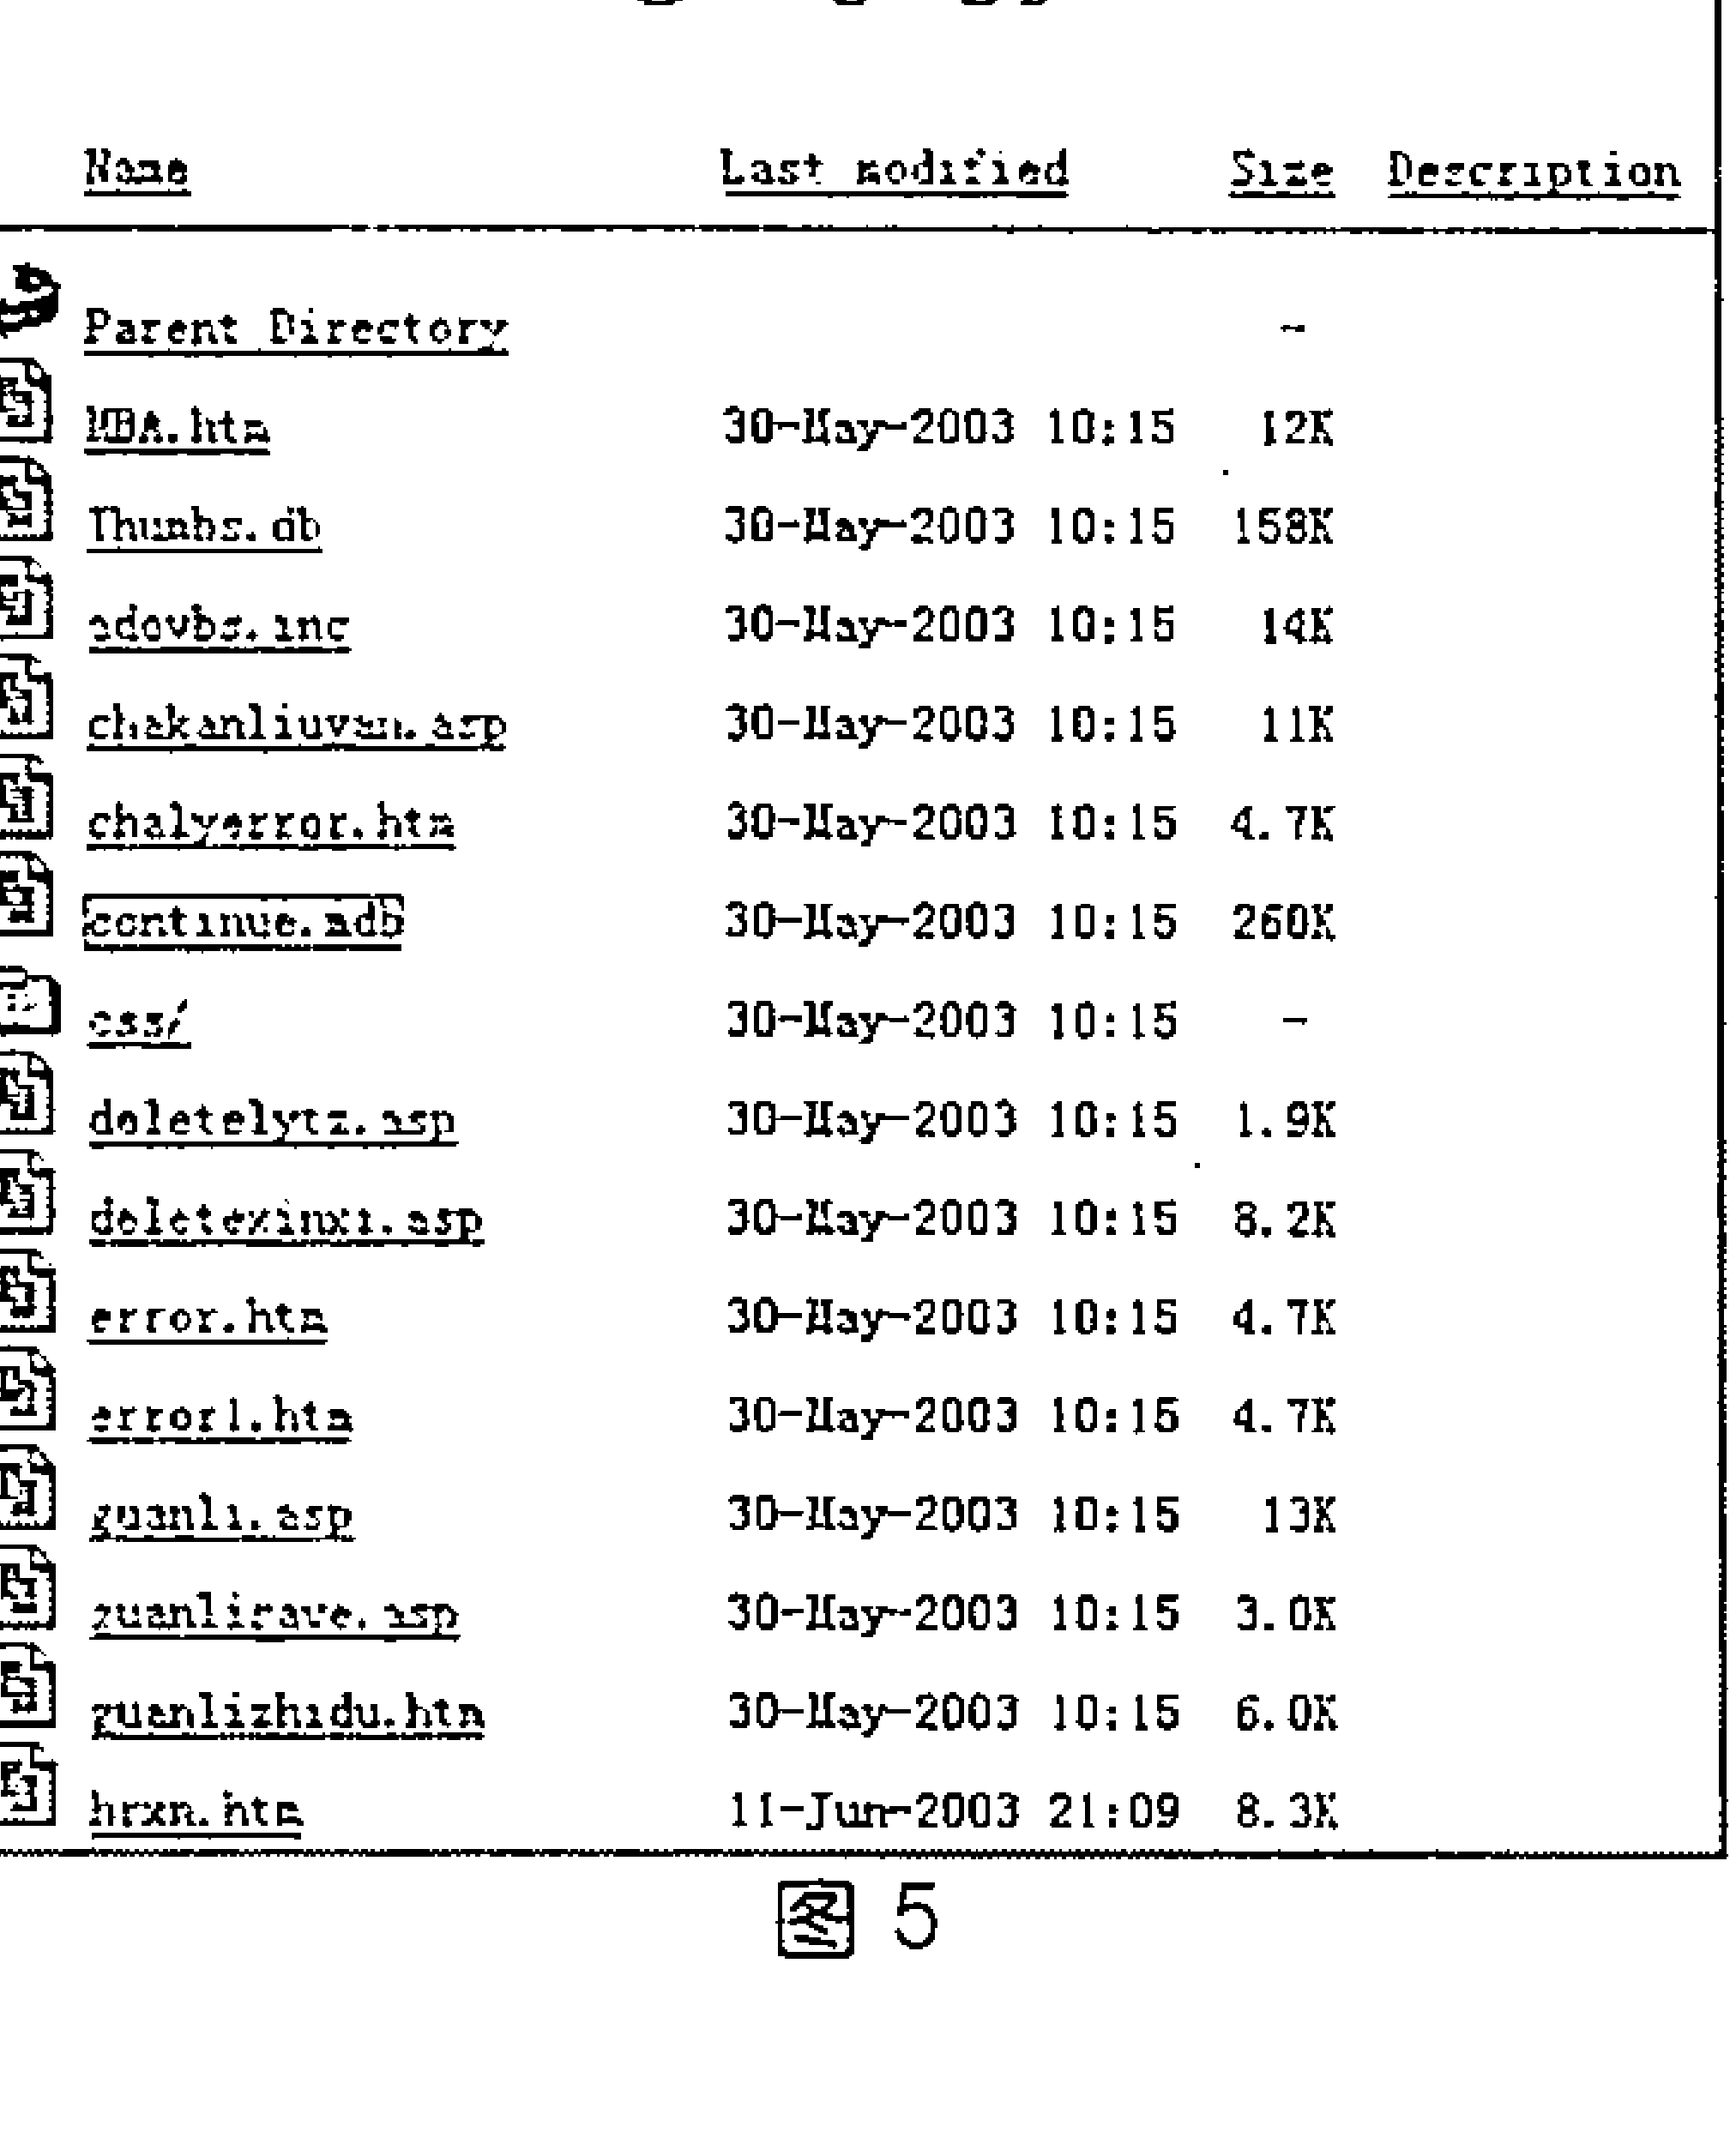 Name Last modified Size Description
Parent Directory -
MBA.htm 30-May-2003 10:15 12K
Thumbs.db 30-May-2003 10:15 158K
adovbs.inc 30-May-2003 10:15 14K
chakanliuyan.asp 30-May-2003 10:15 11K
chalyerror.htm 30-May-2003 10:15 4.7K
continue.mdb 30-May-2003 10:15 260K
css/ 30-May-2003 10:15 -
deletelytz.asp 30-May-2003 10:15 1.9K
deletexinxi.asp 30-May-2003 10:15 8.2K
error.htm 30-May-2003 10:15 4.7K
error1.htm 30-May-2003 10:15 4.7K
guanli.asp 30-May-2003 10:15 13K
guanlisave.asp 30-May-2003 10:15 3.0K
guanlizhidu.htm 30-May-2003 10:15 6.0K
hrxn.htm 11-Jun-2003 21:09 8.3K
图 5